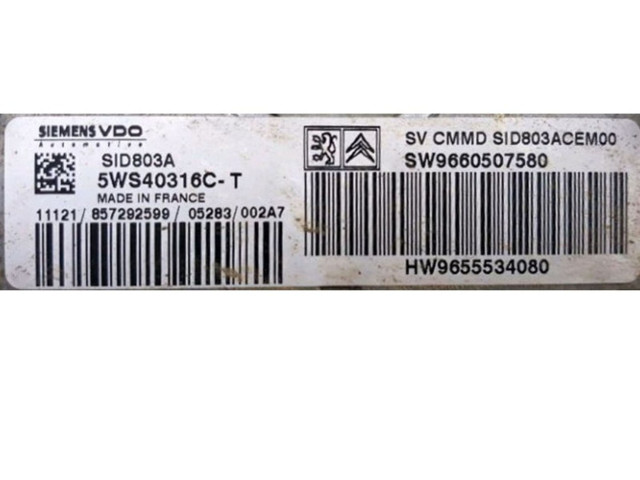 SIEMENS VDO
Automotive
SID803A
5WS40316C-T
MADE IN FRANCE
11121/857292599/05283/002A7
SV CMMD SID803ACEM00
SW9660507580
HW9655534080